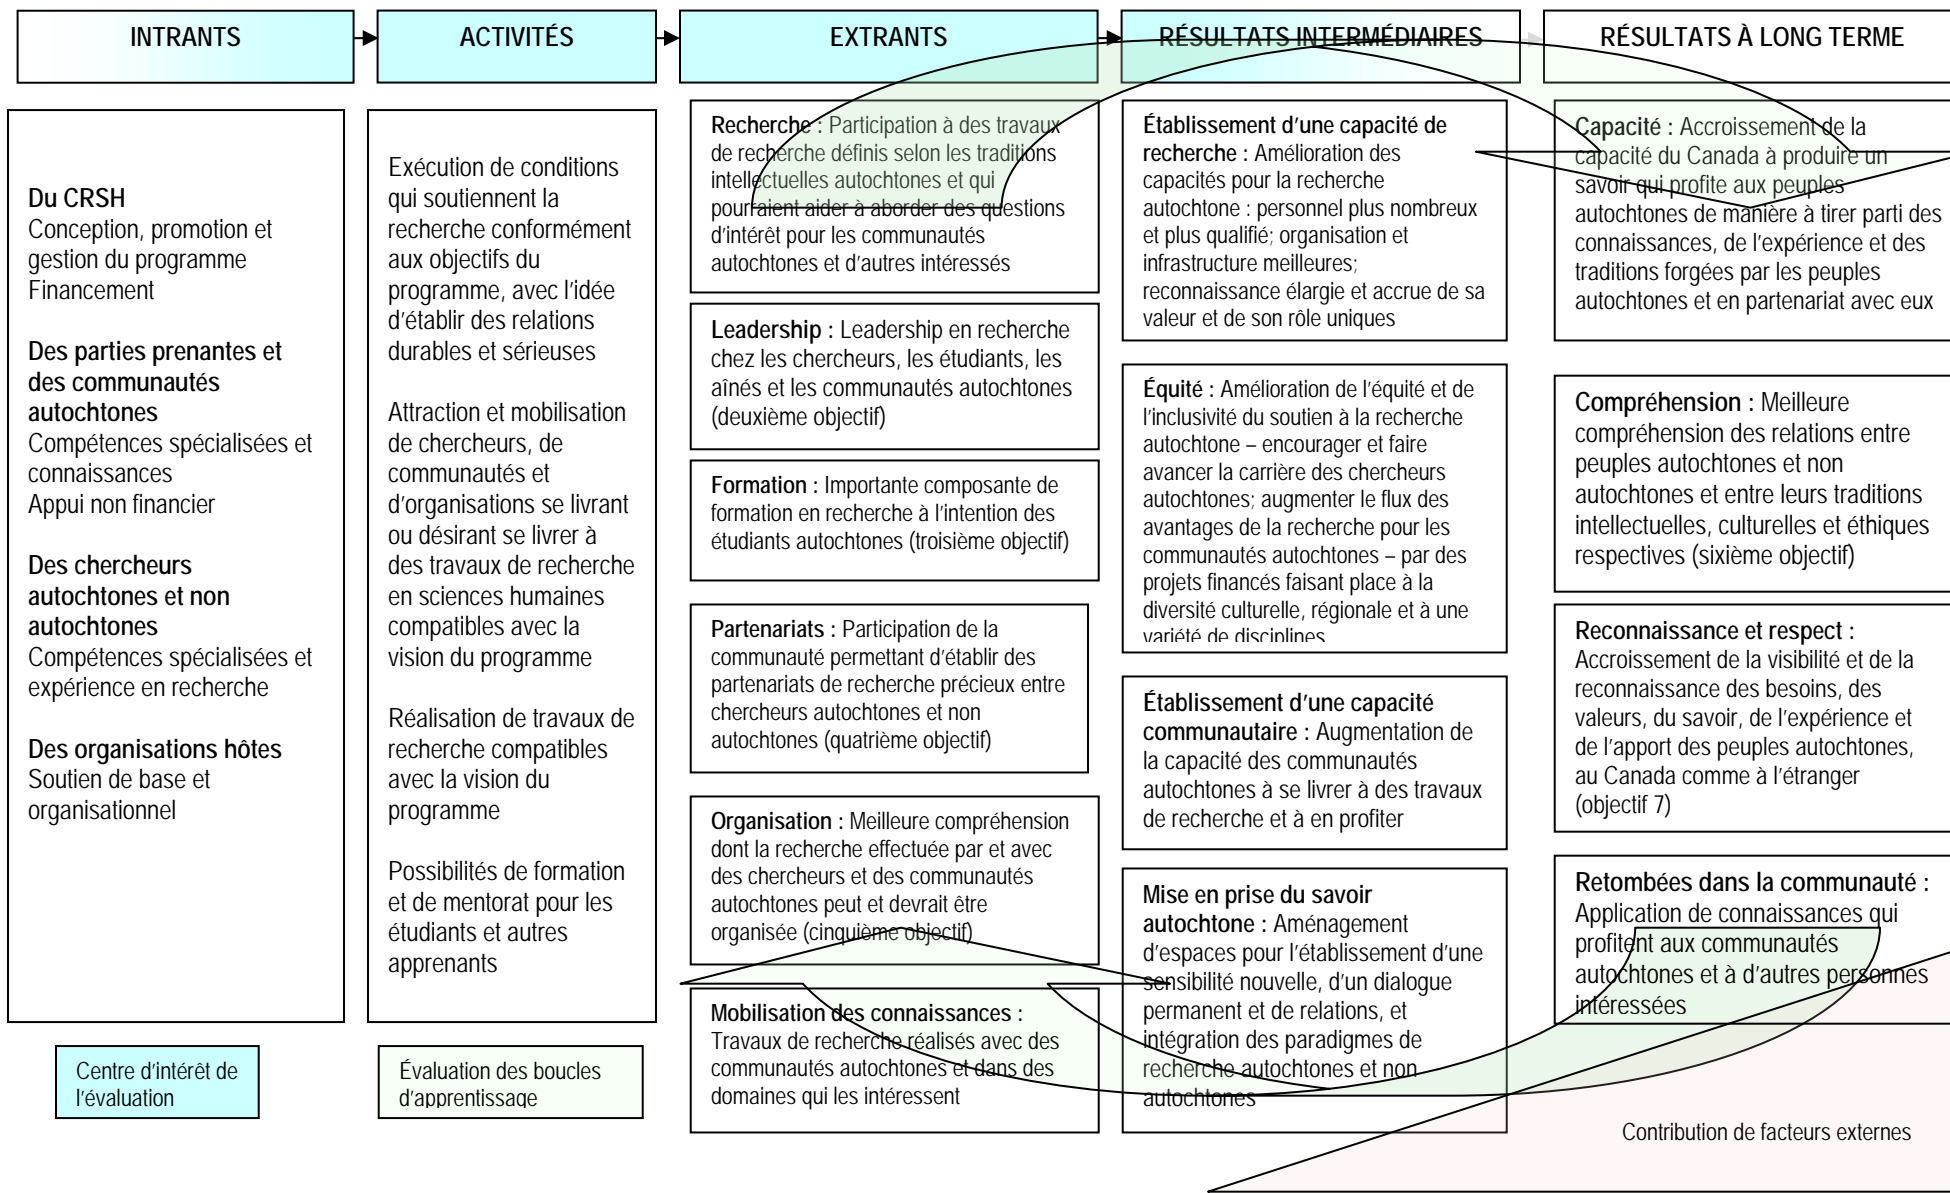 INTRANTS
ACTIVITÉS
EXTRANTS
RÉSULTATS INTERMÉDIAIRES
RÉSULTATS À LONG TERME
Du CRSH
Conception, promotion et
gestion du programme
Financement
Des parties prenantes et
des communautés
autochtones
Compétences spécialisées et
connaissances
Appui non financier
Des chercheurs
autochtones et non
autochtones
Compétences spécialisées et
expérience en recherche
Des organisations hôtes
Soutien de base et
organisationnel
Exécution de conditions
qui soutiennent la
recherche conformément
aux objectifs du
programme, avec l'idée
d'établir des relations
durables et sérieuses
Attraction et mobilisation
de chercheurs, de
communautés et
d'organisations se livrant
ou désirant se livrer à
des travaux de recherche
en sciences humaines
compatibles avec la
vision du programme
Réalisation de travaux de
recherche compatibles
avec la vision du
programme
Possibilités de formation
et de mentorat pour les
étudiants et autres
apprenants
Recherche : Participation à des travaux
de recherche définis selon les traditions
intellectuelles autochtones et qui
pourraient aider à aborder des questions
d'intérêt pour les communautés
autochtones et d'autres intéressés
Leadership : Leadership en recherche
chez les chercheurs, les étudiants, les
aînés et les communautés autochtones
(deuxième objectif)
Formation : Importante composante de
formation en recherche à l'intention des
étudiants autochtones (troisième objectif)
Partenariats : Participation de la
communauté permettant d'établir des
partenariats de recherche précieux entre
chercheurs autochtones et non
autochtones (quatrième objectif)
Organisation : Meilleure compréhension
dont la recherche effectuée par et avec
des chercheurs et des communautés
autochtones peut et devrait être
organisée (cinquième objectif)
Mobilisation des connaissances :
Travaux de recherche réalisés avec des
communautés autochtones et dans des
domaines qui les intéressent
Établissement d'une capacité de
recherche : Amélioration des
capacités pour la recherche
autochtone : personnel plus nombreux
et plus qualifié; organisation et
infrastructure meilleures;
reconnaissance élargie et accrue de sa
valeur et de son rôle uniques
Équité : Amélioration de l'équité et de
l'inclusivité du soutien à la recherche
autochtone – encourager et faire
avancer la carrière des chercheurs
autochtones; augmenter le flux des
avantages de la recherche pour les
communautés autochtones – par des
projets financés faisant place à la
diversité culturelle, régionale et à une
variété de disciplines
Établissement d'une capacité
communautaire : Augmentation de
la capacité des communautés
autochtones à se livrer à des travaux
de recherche et à en profiter
Mise en prise du savoir
autochtone : Aménagement
d'espaces pour l'établissement d'une
sensibilité nouvelle, d'un dialogue
permanent et de relations, et
intégration des paradigmes de
recherche autochtones et non
autochtones
Capacité : Accroissement de la
capacité du Canada à produire un
savoir qui profite aux peuples
autochtones de manière à tirer parti des
connaissances, de l'expérience et des
traditions forgées par les peuples
autochtones et en partenariat avec eux
Compréhension : Meilleure
compréhension des relations entre
peuples autochtones et non
autochtones et entre leurs traditions
intellectuelles, culturelles et éthiques
respectives (sixième objectif)
Reconnaissance et respect :
Accroissement de la visibilité et de la
reconnaissance des besoins, des
valeurs, du savoir, de l'expérience et
de l'apport des peuples autochtones,
au Canada comme à l'étranger
(objectif 7)
Retombées dans la communauté :
Application de connaissances qui
profitent aux communautés
autochtones et à d'autres personnes
intéressées
Centre d'intérêt de
l'évaluation
Évaluation des boucles
d'apprentissage
Contribution de facteurs externes